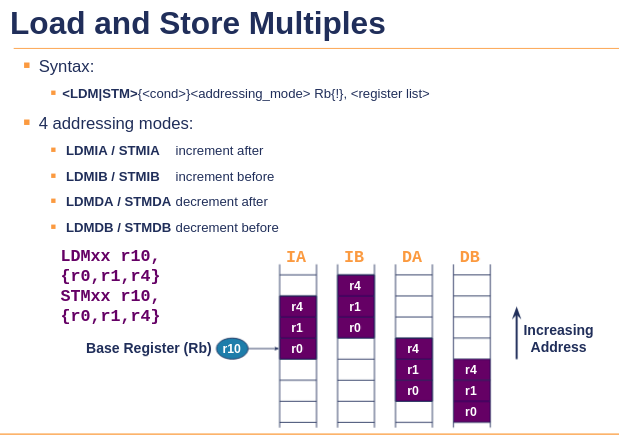 Load and Store Multiples
Syntax:
<LDM|STM>{<cond>}<addressing_mode> Rb{!}, <register list>
4 addressing modes:
LDMIA / STMIA increment after
LDMIB / STMIB increment before
LDMDA / STMDA decrement after
LDMDB / STMDB decrement before
LDMxx r10,
{r0,r1,r4}
STMxx r10,
{r0,r1,r4}
Base Register (Rb) r10
IA IB DA DB
r4
r1
r0
r4
r1
r0
r4
r1
r0
r4
r1
r0
Increasing
Address